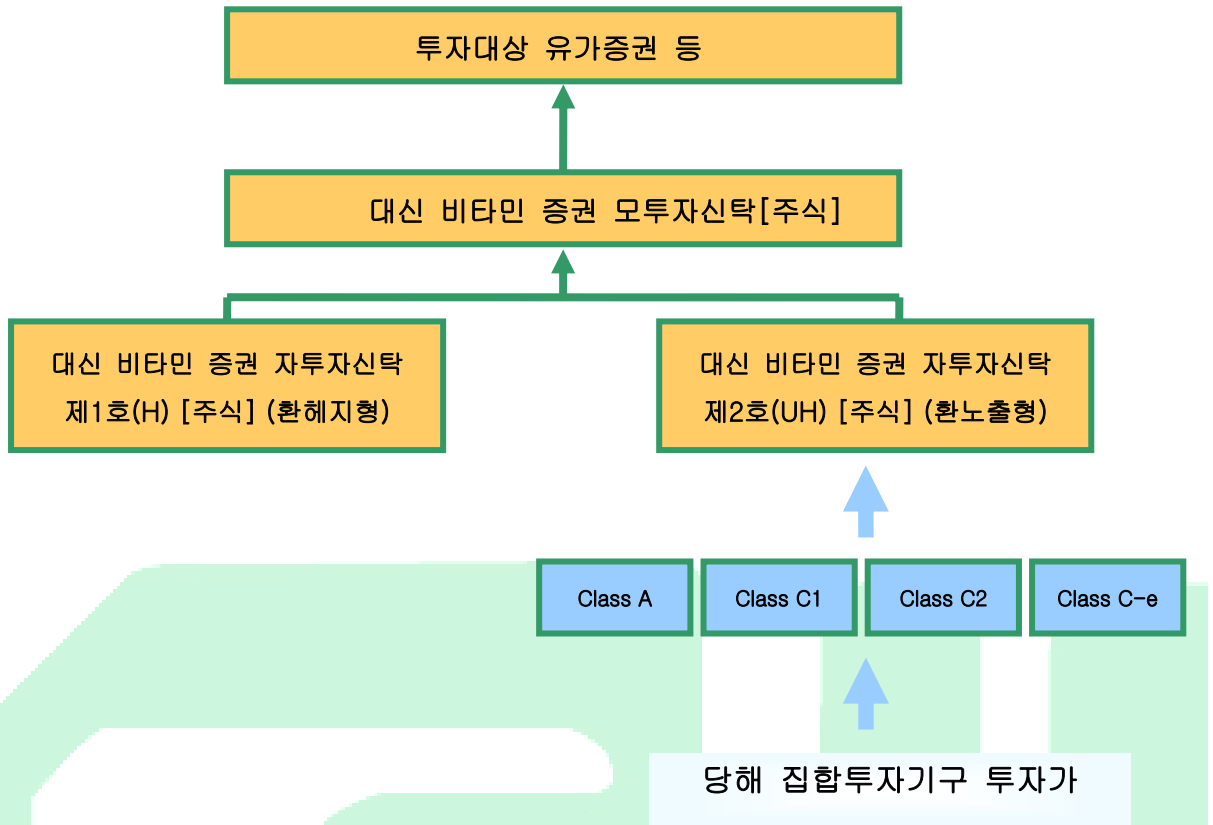 투자대상 유가증권 등
대신 비타민 증권 모투자신탁[주식]
대신 비타민 증권 자투자신탁
제1호(H) [주식] (환헤지형)
대신 비타민 증권 자투자신탁
제2호(UH) [주식] (환노출형)
Class A
Class C1
Class C2
Class C-e
당해 집합투자기구 투자가